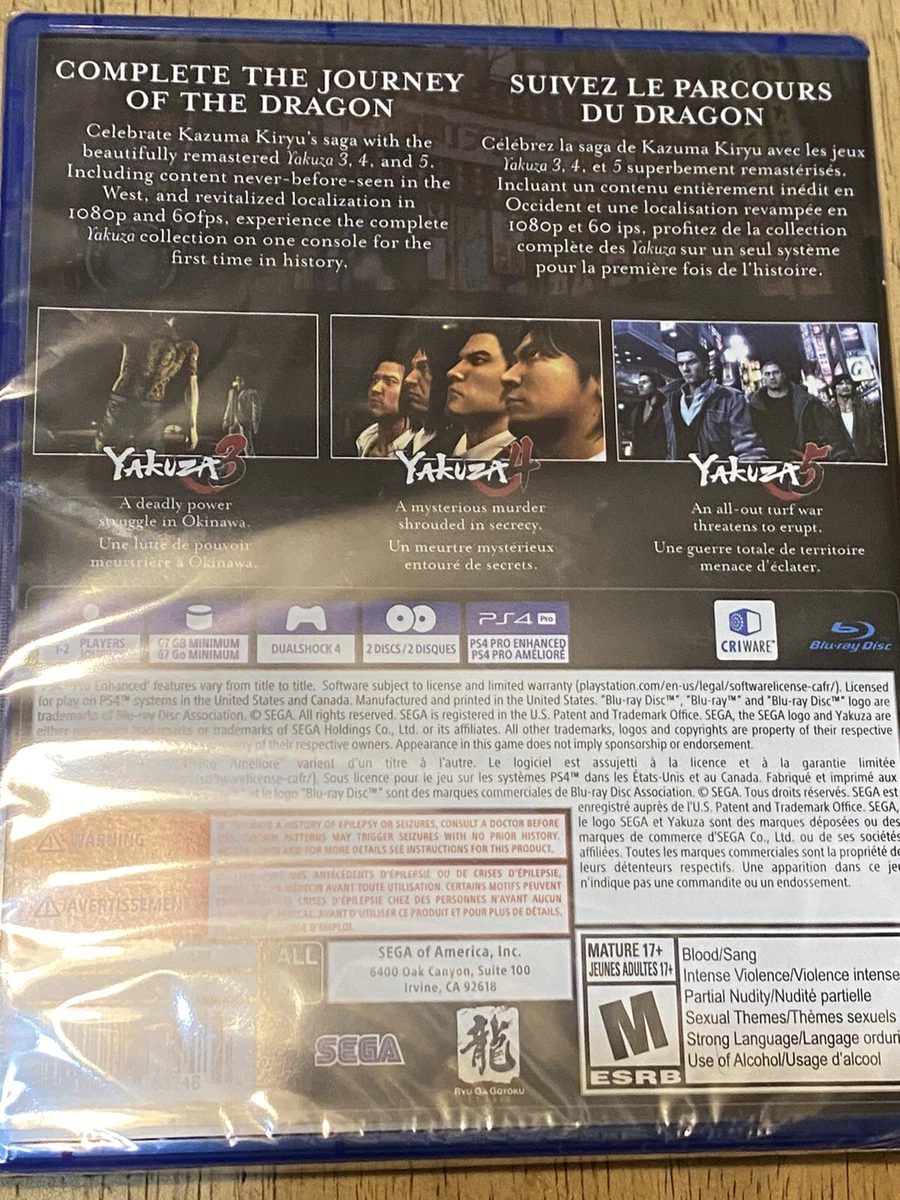 COMPLETE THE JOURNEY
OF THE DRAGON
Celebrate Kazuma Kiryu's saga with the
beautifully remastered Yakuza 3, 4, and 5.
Including content never-before-seen in the
West, and revitalized localization in
1080p and 60fps, experience the complete
Yakuza collection on one console for the
first time in history.
SUIVEZ LE PARCOURS
DU DRAGON
Célébrez la saga de Kazuma Kiryu avec les jeux
Yakuza 3, 4, et 5 superbement remastérisés.
Incluant un contenu entièrement inédit en
Occident et une localisation revampée en
1080p et 60 ips, profitez de la collection
complète des Yakuza sur un seul système
pour la première fois de l'histoire.
YAKUZA 3
A deadly power
struggle in Okinawa.
Une lutte de pouvoir
meurtrière à Okinawa.
YAKUZA 4
A mysterious murder
shrouded in secrecy.
Un meurtre mystérieux
entouré de secrets.
YAKUZA 5
An all-out turf war
threatens to erupt.
Une guerre totale de territoire
menace d'éclater.
1-2 PLAYERS
67 GB MINIMUM
67 Go MINIMUM
DUALSHOCK 4
2 DISCS/2 DISQUES
PS4 Pro
PS4 PRO ENHANCED
PS4 PRO AMÉLIORÉ
CRIWARE™
Blu-ray Disc
Pro Enhanced" features vary from title to title. Software subject to license and limited warranty (playstation.com/en-us/legal/softwarelicense-cafr/). Licensed
for play on PS4™ systems in the United States and Canada. Manufactured and printed in the United States. "Blu-ray Disc™", "Blu-ray™" and "Blu-ray Disc™" logo are
trademarks of Blu-ray Disc Association. © SEGA. All rights reserved. SEGA is registered in the U.S. Patent and Trademark Office. SEGA, the SEGA logo and Yakuza are
either registered trademarks or trademarks of SEGA Holdings Co., Ltd. or its affiliates. All other trademarks, logos and copyrights are property of their respective
of their respective owners. Appearance in this game does not imply sponsorship or endorsement.
Amélioré" varient d'un titre à l'autre. Le logiciel est assujetti à la licence et à la garantie limitée
softwarelicense-cafr/). Sous licence pour le jeu sur les systèmes PS4™ dans les États-Unis et au Canada. Fabriqué et imprimé aux
et le logo "Blu-ray Disc™" sont des marques commerciales de Blu-ray Disc Association. © SEGA. Tous droits réservés. SEGA est
enregistré auprès de l'U.S. Patent and Trademark Office. SEGA,
le logo SEGA et Yakuza sont des marques déposées ou des
marques de commerce d'SEGA Co., Ltd. ou de ses sociétés
affiliées. Toutes les marques commerciales sont la propriété de
leurs détenteurs respectifs. Une apparition dans ce jeu
n'indique pas une commandite ou un endossement.
WARNING
HAVE A HISTORY OF EPILEPSY OR SEIZURES, CONSULT A DOCTOR BEFORE
PATTERNS MAY TRIGGER SEIZURES WITH NO PRIOR HISTORY.
AND FOR MORE DETAILS SEE INSTRUCTIONS FOR THIS PRODUCT.
AVERTISSEMENT
DES ANTÉCÉDENTS D'ÉPILEPSIE OU DE CRISES D'ÉPILEPSIE,
MÉDECIN AVANT TOUTE UTILISATION. CERTAINS MOTIFS PEUVENT
CRISES D'ÉPILEPSIE CHEZ DES PERSONNES N'AYANT AUCUN
AVANT D'UTILISER CE PRODUIT ET POUR PLUS DE DÉTAILS,
D'EMPLOI.
ALL
SEGA of America, Inc.
6400 Oak Canyon, Suite 100
Irvine, CA 92618
SEGA
龍
RYU GA GOTOKU
MATURE 17+
JEUNES ADULTES 17+
M
ESRB
Blood/Sang
Intense Violence/Violence intense
Partial Nudity/Nudité partielle
Sexual Themes/Thèmes sexuels
Strong Language/Langage orduri
Use of Alcohol/Usage d'alcool
48